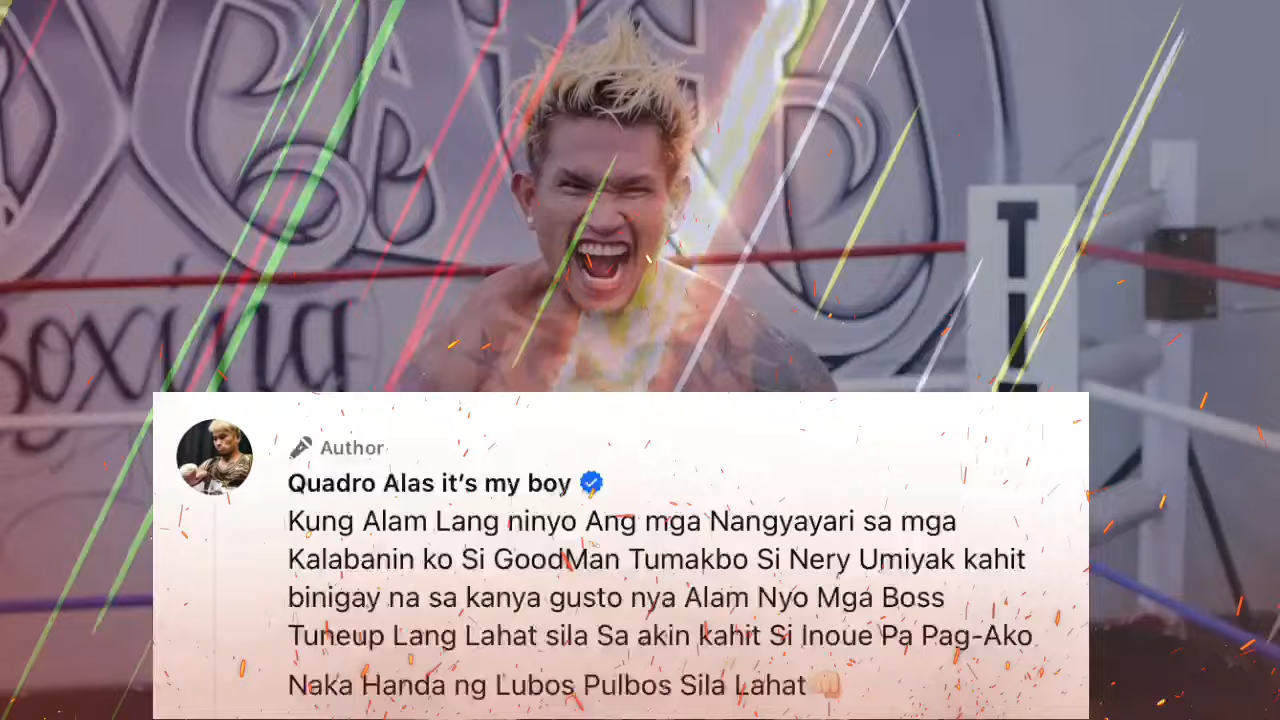 Boxing
T
Author
Quadro Alas it's my boy
Kung Alam Lang ninyo Ang mga Nangyayari sa mga
Kalabanin ko Si GoodMan Tumakbo Si Nery Umiyak kahit
binigay na sa kanya gusto nya Alam Nyo Mga Boss
Tuneup Lang Lahat sila Sa akin kahit Si Inoue Pa Pag-Ako
Naka Handa ng Lubos Pulbos Sila Lahat👊🏻